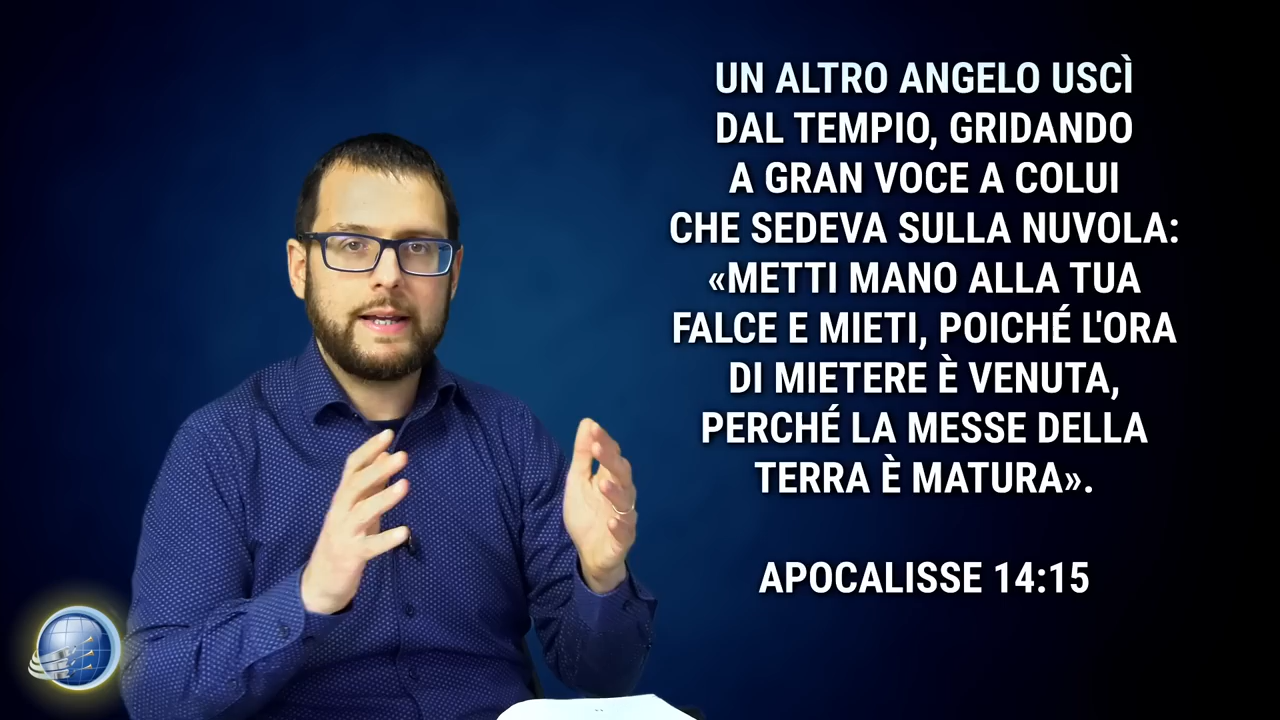 UN ALTRO ANGELO USCÌ
DAL TEMPIO, GRIDANDO
A GRAN VOCE A COLUI
CHE SEDEVA SULLA NUVOLA:
«METTI MANO ALLA TUA
FALCE E MIETI, POICHÉ L'ORA
DI MIETERE È VENUTA,
PERCHÉ LA MESSE DELLA
TERRA È MATURA».
APOCALISSE 14:15